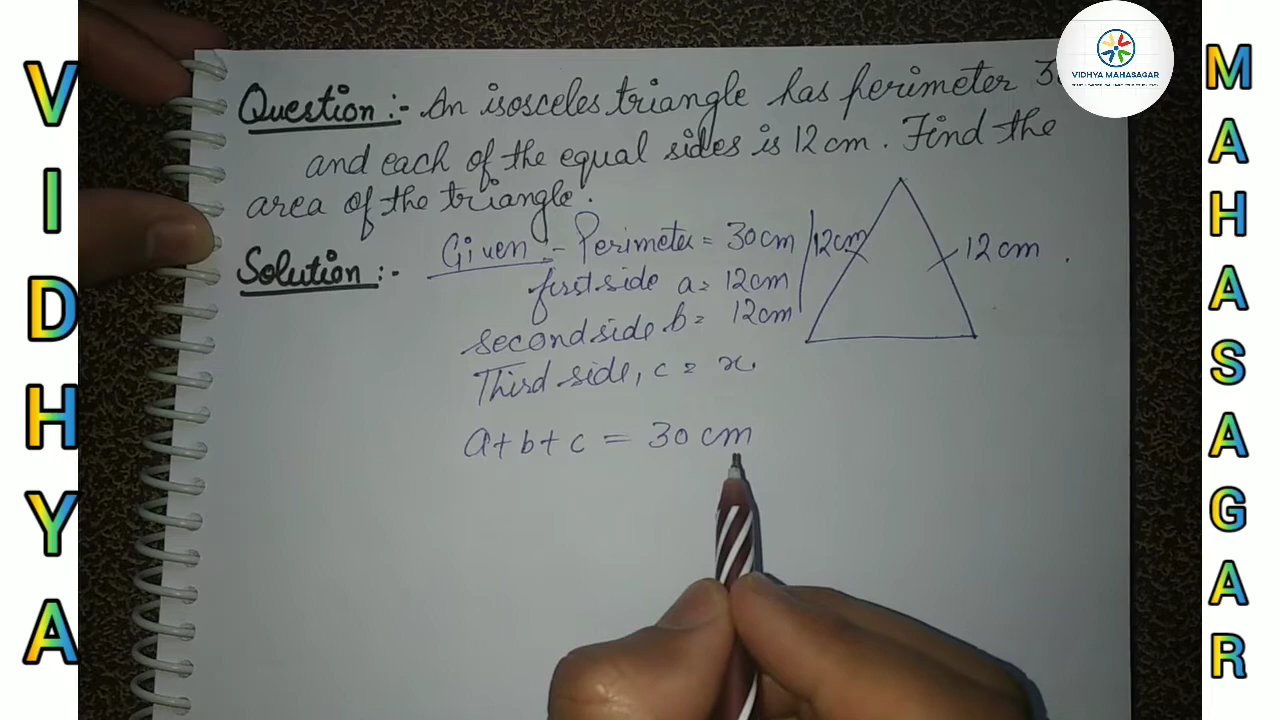 VIDHYA
Question :- An isosceles triangle has perimeter
and each of the equal sides is 12 cm. Find the
area of the triangle.
Solution :- Given :- Perimeter = 30 cm
first side a = 12cm
second side b = 12cm
Third side, c = x
a + b + c = 30 cm
12cm
12 cm
VIDHYA MAHASAGAR
MAHASAGAR